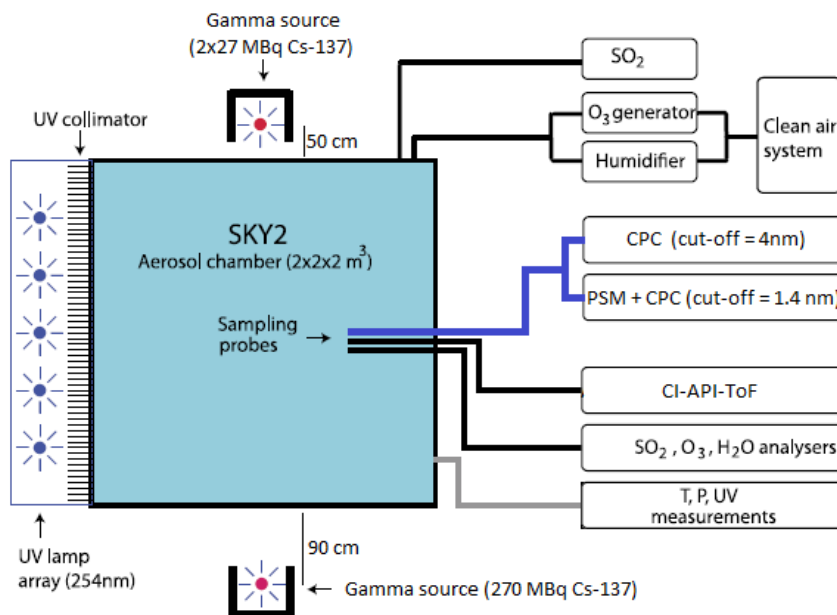 Gamma source
(2x27 MBq Cs-137)
UV collimator
50 cm
SO2
O3 generator
Humidifier
Clean air
system
SKY2
Aerosol chamber (2x2x2 m³)
Sampling
probes
CPC (cut-off = 4nm)
PSM + CPC (cut-off = 1.4 nm)
CI-API-ToF
SO2 , O3 , H2O analysers
T, P, UV
measurements
90 cm
UV lamp
array (254nm)
Gamma source (270 MBq Cs-137)